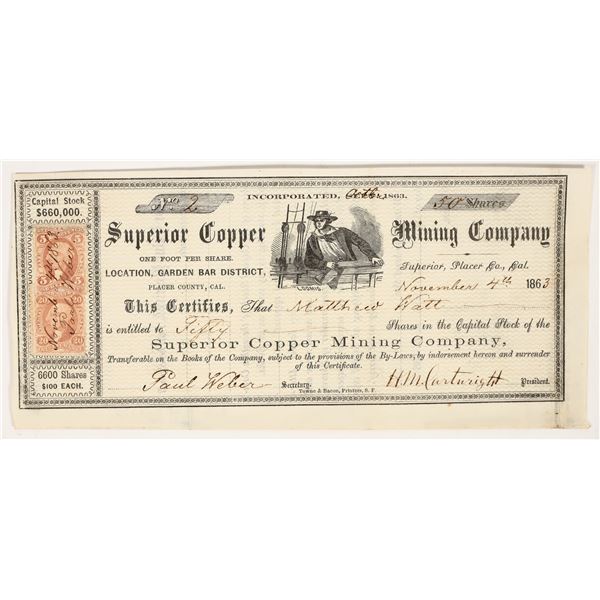 Capital Stock
$660,000.
No. 2
INCORPORATED, Octbr. 1863.
50 Shares
Superior Copper Mining Company
ONE FOOT PER SHARE.
LOCATION, GARDEN BAR DISTRICT,
PLACER COUNTY, CAL.
Superior, Placer Co., Cal.
November 4th 1863
This Certifies, That Matthew Watt
is entitled to Fifty Shares in the Capital Stock of the
Superior Copper Mining Company,
Transferable on the Books of the Company, subject to the provisions of the By-Laws, by indorsement hereon and surrender
of this Certificate.
Paul Weber Secretary.
H.M. Cartwright President.
Towne & Bacon, Printers, S. F.
6600 Shares
$100 EACH.